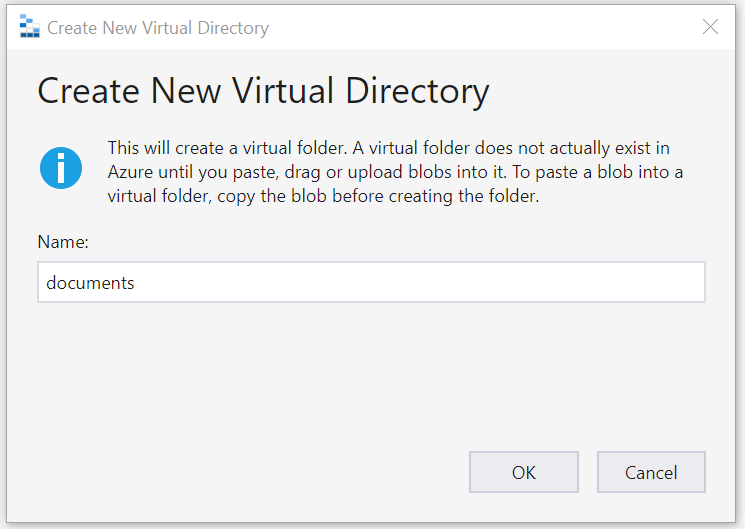 Create New Virtual Directory
Create New Virtual Directory
This will create a virtual folder. A virtual folder does not actually exist in
Azure until you paste, drag or upload blobs into it. To paste a blob into a
virtual folder, copy the blob before creating the folder.
Name:
documents
OK Cancel